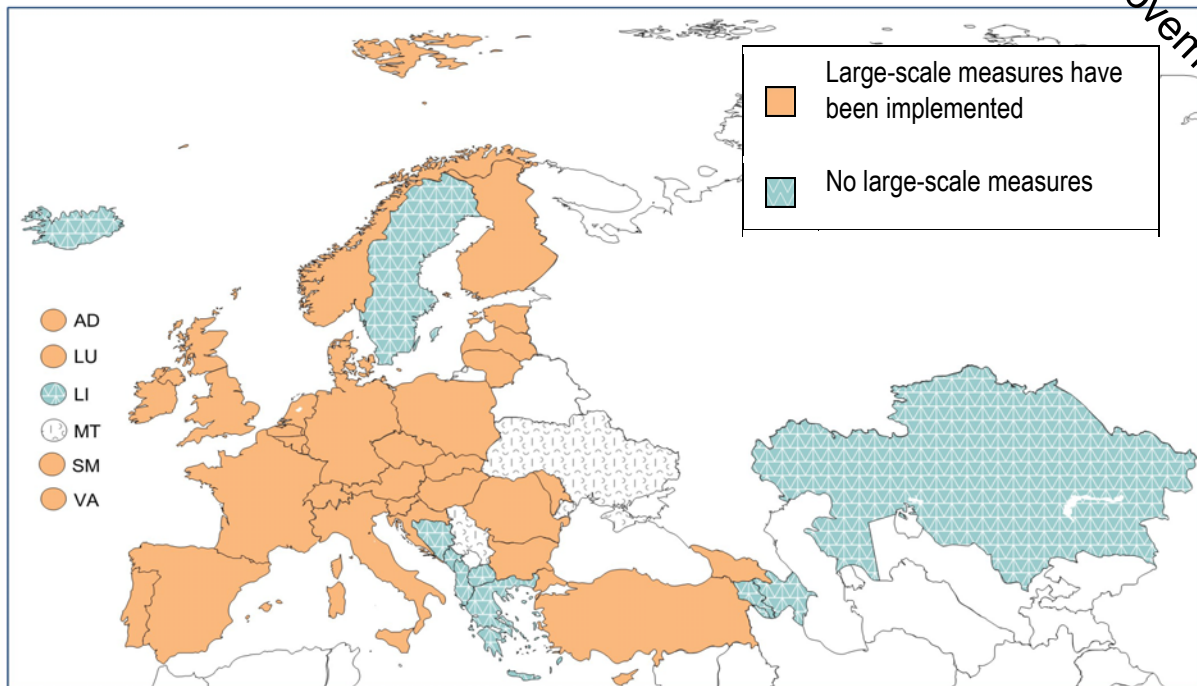 Large-scale measures have
been implemented
No large-scale measures
AD
LU
LI
MT
SM
VA